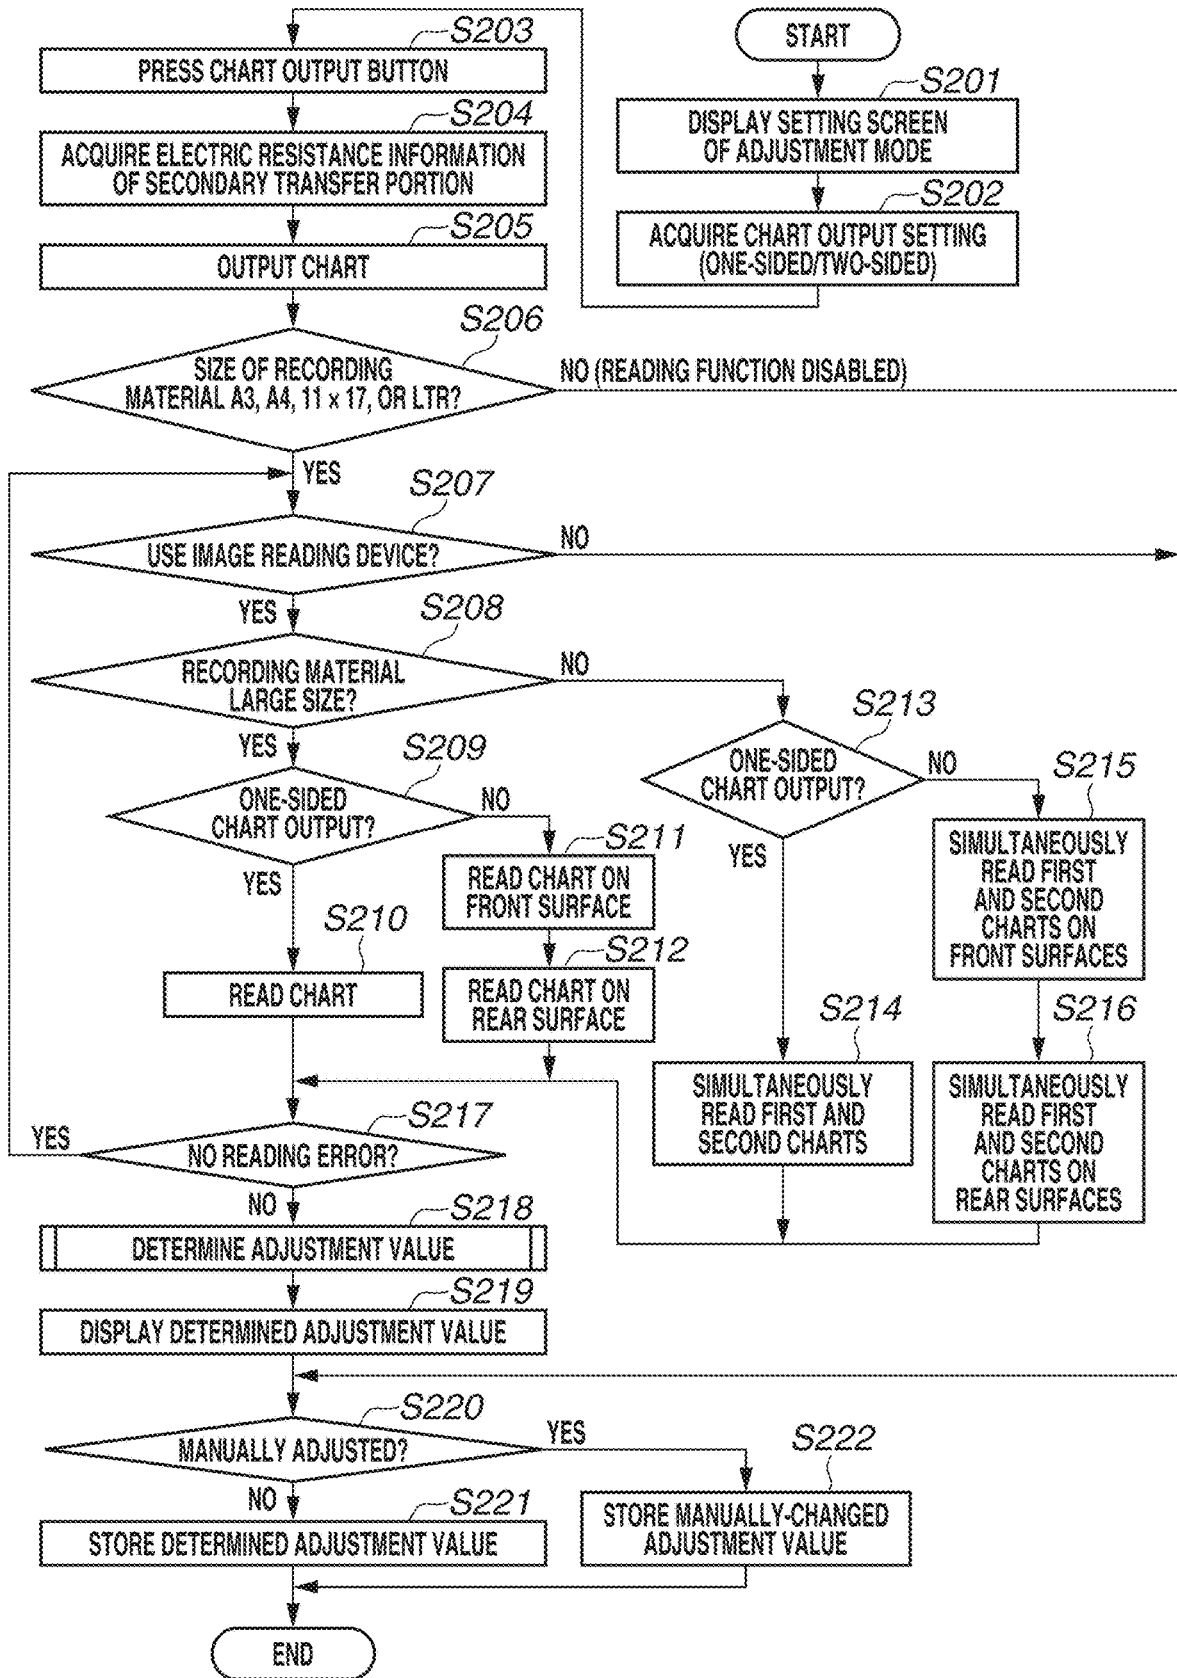 START
S201
DISPLAY SETTING SCREEN
OF ADJUSTMENT MODE
S202
ACQUIRE CHART OUTPUT SETTING
(ONE-SIDED/TWO-SIDED)
S203
PRESS CHART OUTPUT BUTTON
S204
ACQUIRE ELECTRIC RESISTANCE INFORMATION
OF SECONDARY TRANSFER PORTION
S205
OUTPUT CHART
S206
SIZE OF RECORDING
MATERIAL A3, A4, 11 x 17, OR LTR?
NO (READING FUNCTION DISABLED)
YES
S207
USE IMAGE READING DEVICE?
NO
YES
S208
RECORDING MATERIAL
LARGE SIZE?
NO
YES
S209
ONE-SIDED
CHART OUTPUT?
NO
YES
S210
READ CHART
S211
READ CHART ON
FRONT SURFACE
S212
READ CHART ON
REAR SURFACE
S213
ONE-SIDED
CHART OUTPUT?
NO
YES
S214
SIMULTANEOUSLY
READ FIRST AND
SECOND CHARTS
S215
SIMULTANEOUSLY
READ FIRST
AND SECOND
CHARTS ON
FRONT SURFACES
S216
SIMULTANEOUSLY
READ FIRST
AND SECOND
CHARTS ON
REAR SURFACES
S217
YES
NO READING ERROR?
NO
S218
DETERMINE ADJUSTMENT VALUE
S219
DISPLAY DETERMINED ADJUSTMENT VALUE
S220
MANUALLY ADJUSTED?
YES
NO
S221
STORE DETERMINED ADJUSTMENT VALUE
S222
STORE MANUALLY-CHANGED
ADJUSTMENT VALUE
END